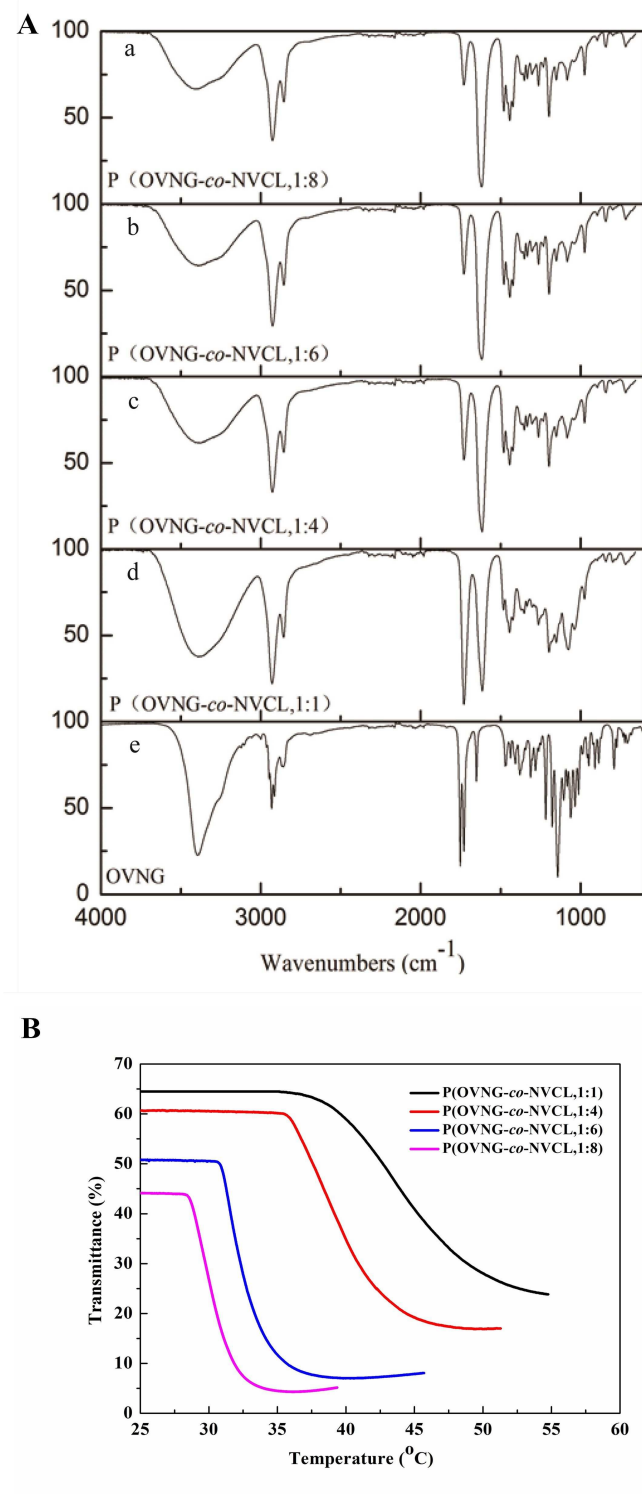 A
100
a
50
P（OVNG-co-NVCL,1:8)
100
b
50
P（OVNG-co-NVCL,1:6)
100
c
50
P（OVNG-co-NVCL,1:4)
100
d
50
P（OVNG-co-NVCL,1:1)
100
e
50
OVNG
0
4000 3000 2000 1000
Wavenumbers (cm-1)
B
70
60
50
40
30
20
10
0
Transmittance (%)
P(OVNG-co-NVCL,1:1)
P(OVNG-co-NVCL,1:4)
P(OVNG-co-NVCL,1:6)
P(OVNG-co-NVCL,1:8)
25 30 35 40 45 50 55 60
Temperature (oC)